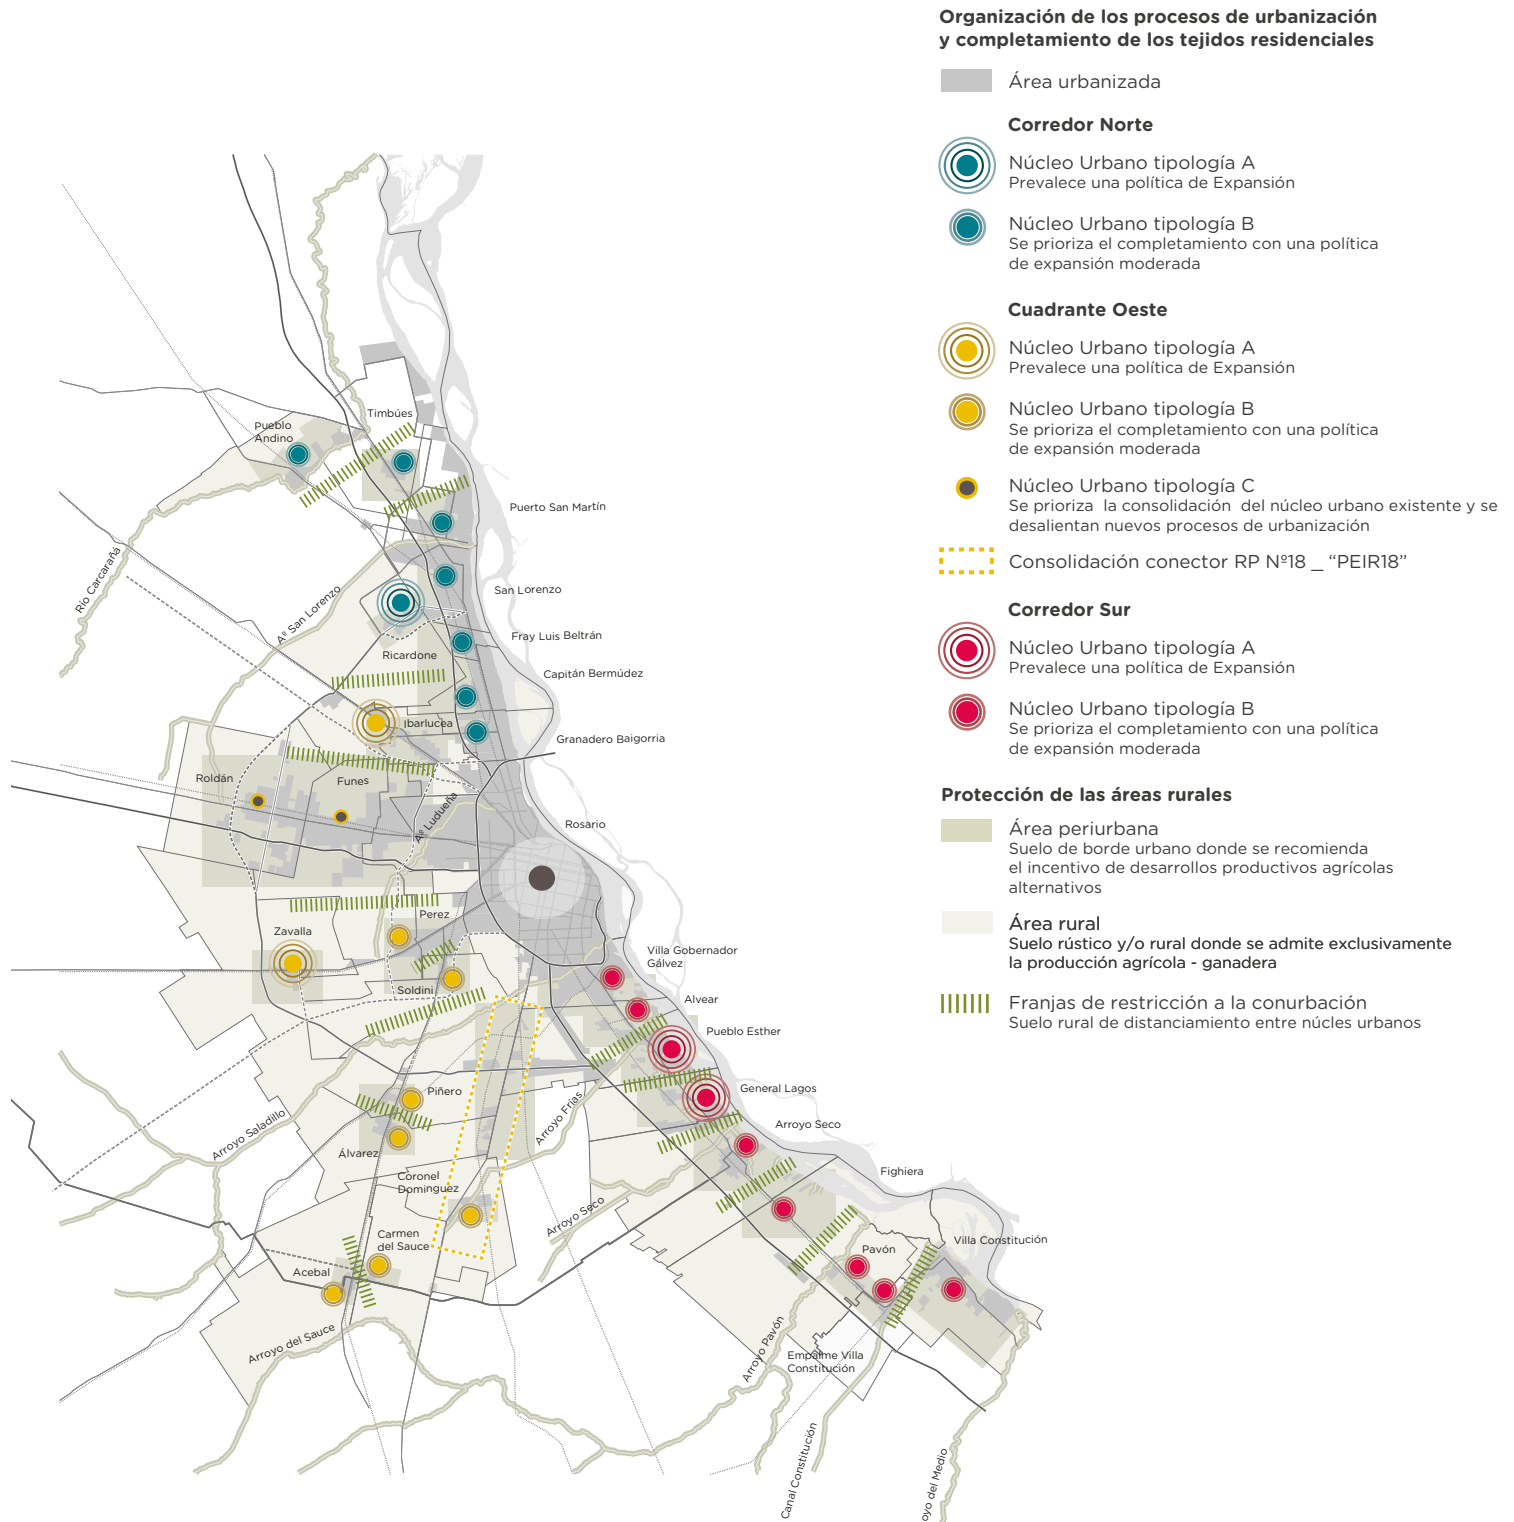 Organización de los procesos de urbanización
y completamiento de los tejidos residenciales
Área urbanizada
Corredor Norte
Núcleo Urbano tipología A
Prevalece una política de Expansión
Núcleo Urbano tipología B
Se prioriza el completamiento con una política
de expansión moderada
Cuadrante Oeste
Núcleo Urbano tipología A
Prevalece una política de Expansión
Núcleo Urbano tipología B
Se prioriza el completamiento con una política
de expansión moderada
Núcleo Urbano tipología C
Se prioriza la consolidación del núcleo urbano existente y se
desalientan nuevos procesos de urbanización
Consolidación conector RP Nº18 _ “PEIR18”
Corredor Sur
Núcleo Urbano tipología A
Prevalece una política de Expansión
Núcleo Urbano tipología B
Se prioriza el completamiento con una política
de expansión moderada
Protección de las áreas rurales
Área periurbana
Suelo de borde urbano donde se recomienda
el incentivo de desarrollos productivos agrícolas
alternativos
Área rural
Suelo rústico y/o rural donde se admite exclusivamente
la producción agrícola - ganadera
Franjas de restricción a la conurbación
Suelo rural de distanciamiento entre núcles urbanos
Timbúes
Pueblo
Andino
Puerto San Martín
Río Carcarañá
Aº San Lorenzo
San Lorenzo
Fray Luis Beltrán
Ricardone
Capitán Bermúdez
Ibarlucea
Granadero Baigorria
Roldán
Funes
Aº Ludueña
Rosario
Perez
Zavalla
Villa Gobernador
Gálvez
Soldini
Alvear
Pueblo Esther
Piñero
General Lagos
Arroyo Saladillo
Arroyo Frías
Arroyo Seco
Álvarez
Coronel
Dominguez
Fighiera
Arroyo Seco
Carmen
del Sauce
Pavón
Villa Constitución
Acebal
Arroyo del Sauce
Arroyo Pavón
Empalme Villa
Constitución
Canal Constitución
oyo del Medio